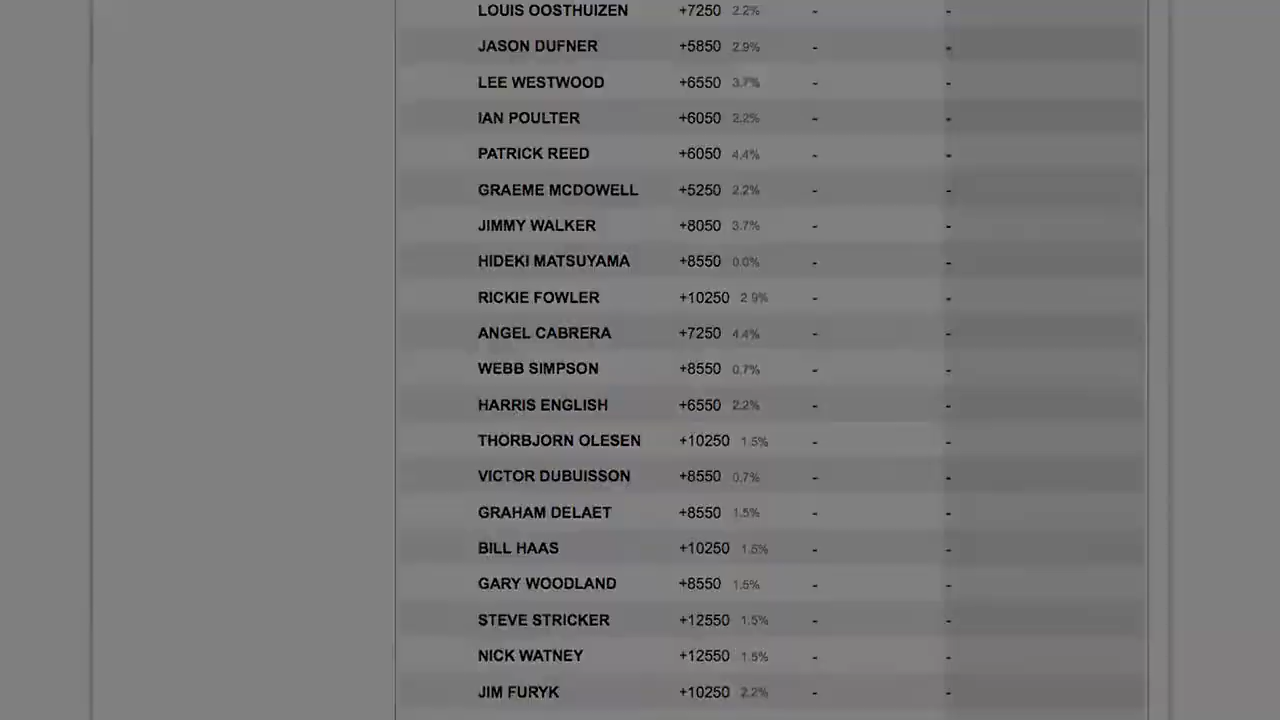 LOUIS OOSTHUIZEN +7250 2.2% - -
JASON DUFNER +5850 2.9% - -
LEE WESTWOOD +6550 3.7% - -
IAN POULTER +6050 2.2% - -
PATRICK REED +6050 4.4% - -
GRAEME MCDOWELL +5250 2.2% - -
JIMMY WALKER +8050 3.7% - -
HIDEKI MATSUYAMA +8550 0.0% - -
RICKIE FOWLER +10250 2.9% - -
ANGEL CABRERA +7250 4.4% - -
WEBB SIMPSON +8550 0.7% - -
HARRIS ENGLISH +6550 2.2% - -
THORBJORN OLESEN +10250 1.5% - -
VICTOR DUBUISSON +8550 0.7% - -
GRAHAM DELAET +8550 1.5% - -
BILL HAAS +10250 1.5% - -
GARY WOODLAND +8550 1.5% - -
STEVE STRICKER +12550 1.5% - -
NICK WATNEY +12550 1.5% - -
JIM FURYK +10250 2.2% - -